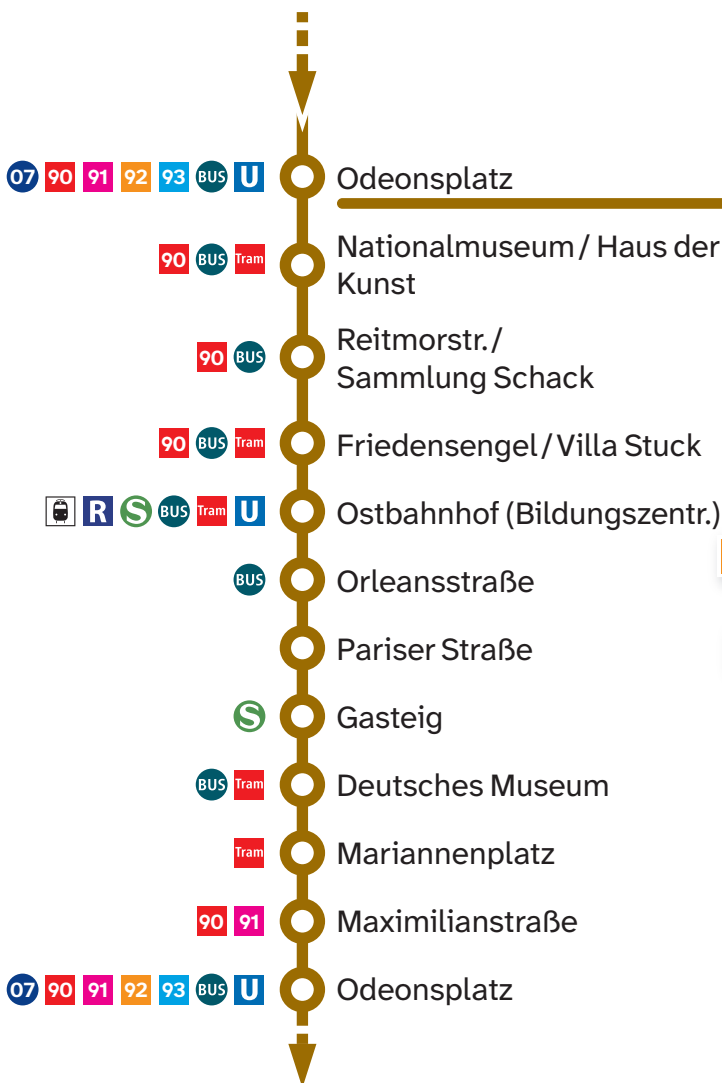 07 90 91 92 93 BUS U Odeonsplatz
90 BUS Tram Nationalmuseum / Haus der
Kunst
90 BUS Reitmorstr. /
Sammlung Schack
90 BUS Tram Friedensengel / Villa Stuck
R S BUS Tram U Ostbahnhof (Bildungszentr.)
BUS Orleansstraße
Pariser Straße
S Gasteig
BUS Tram Deutsches Museum
Tram Mariannenplatz
90 91 Maximilianstraße
07 90 91 92 93 BUS U Odeonsplatz